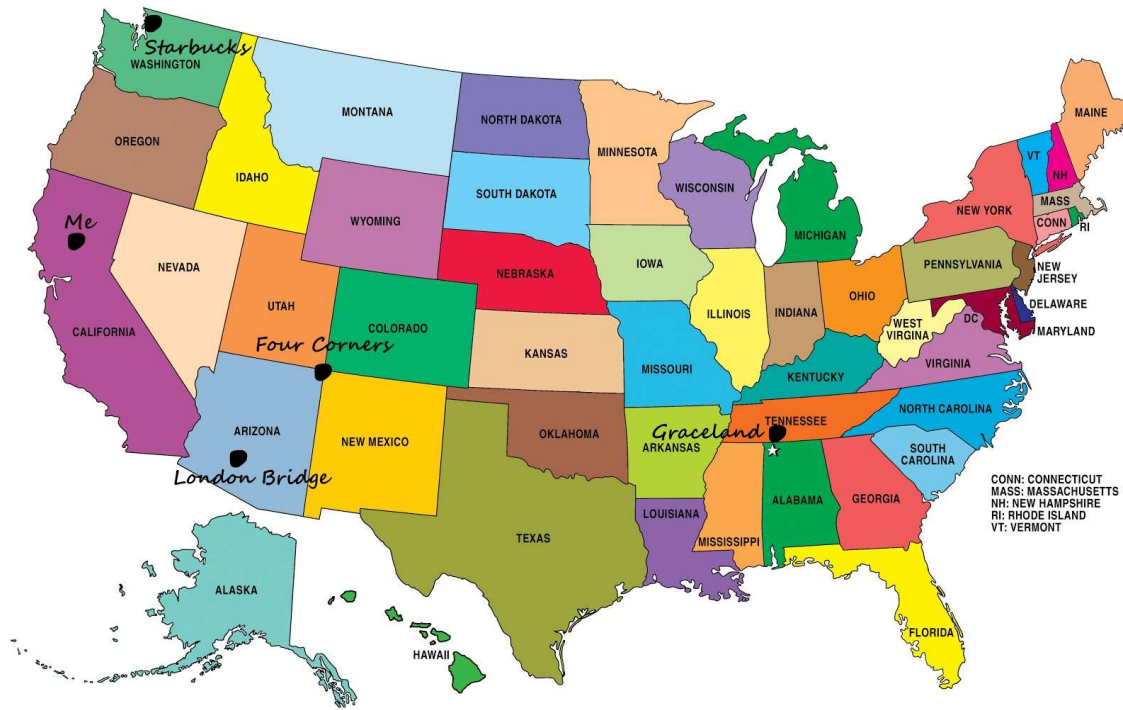 Starbucks
WASHINGTON
MONTANA
NORTH DAKOTA
MINNESOTA
MAINE
OREGON
IDAHO
WYOMING
SOUTH DAKOTA
WISCONSIN
MICHIGAN
VT
NH
NEW YORK
MASS
CONN
RI
Me
NEVADA
UTAH
COLORADO
NEBRASKA
IOWA
ILLINOIS
INDIANA
OHIO
PENNSYLVANIA
NEW
JERSEY
DELAWARE
MARYLAND
DC
WEST
VIRGINA
VIRGINIA
CALIFORNIA
Four Corners
KANSAS
MISSOURI
KENTUCKY
ARIZONA
NEW MEXICO
OKLAHOMA
ARKANSAS
Graceland
TENNESSEE
NORTH CAROLINA
SOUTH
CAROLINA
London Bridge
TEXAS
LOUISIANA
MISSISSIPPI
ALABAMA
GEORGIA
FLORIDA
CONN: CONNECTICUT
MASS: MASSACHUSETTS
NH: NEW HAMPSHIRE
RI: RHODE ISLAND
VT: VERMONT
ALASKA
HAWAII